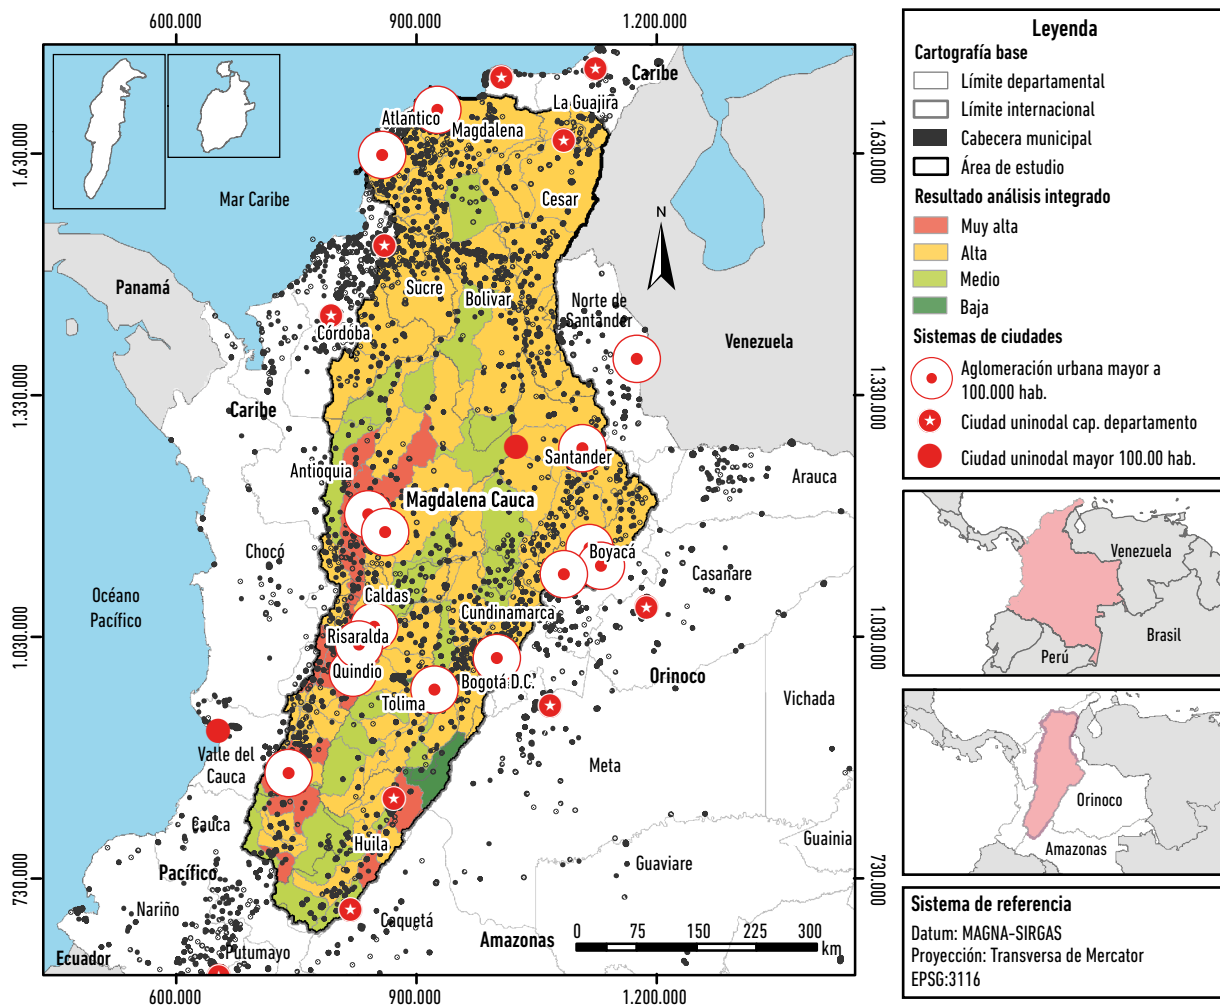 600.000
900.000
1.200.000
1.630.000
1.330.000
1.030.000
730.000
1.630.000
1.330.000
1.030.000
730.000
Caribe
La Guajira
Atlántico
Magdalena
Cesar
Mar Caribe
N
Panamá
Sucre
Bolivar
Norte de
Santander
Córdoba
Venezuela
Caribe
Antioquia
Santander
Arauca
Magdalena Cauca
Chocó
Boyacá
Casanare
Océano
Pacífico
Caldas
Cundinamarca
Risaralda
Quindio
Bogotá D.C.
Orinoco
Tolima
Vichada
Valle del
Cauca
Meta
Cauca
Huila
Guainia
Guaviare
Pacífico
Nariño
Caquetá
Putumayo
Ecuador
Amazonas
0 75 150 225 300
km
600.000
900.000
1.200.000
Leyenda
Cartografía base
Límite departamental
Límite internacional
Cabecera municipal
Área de estudio
Resultado análisis integrado
Muy alta
Alta
Medio
Baja
Sistemas de ciudades
Aglomeración urbana mayor a
100.000 hab.
Ciudad uninodal cap. departamento
Ciudad uninodal mayor 100.00 hab.
Venezuela
Brasil
Perú
Orinoco
Amazonas
Sistema de referencia
Datum: MAGNA-SIRGAS
Proyección: Transversa de Mercator
EPSG:3116